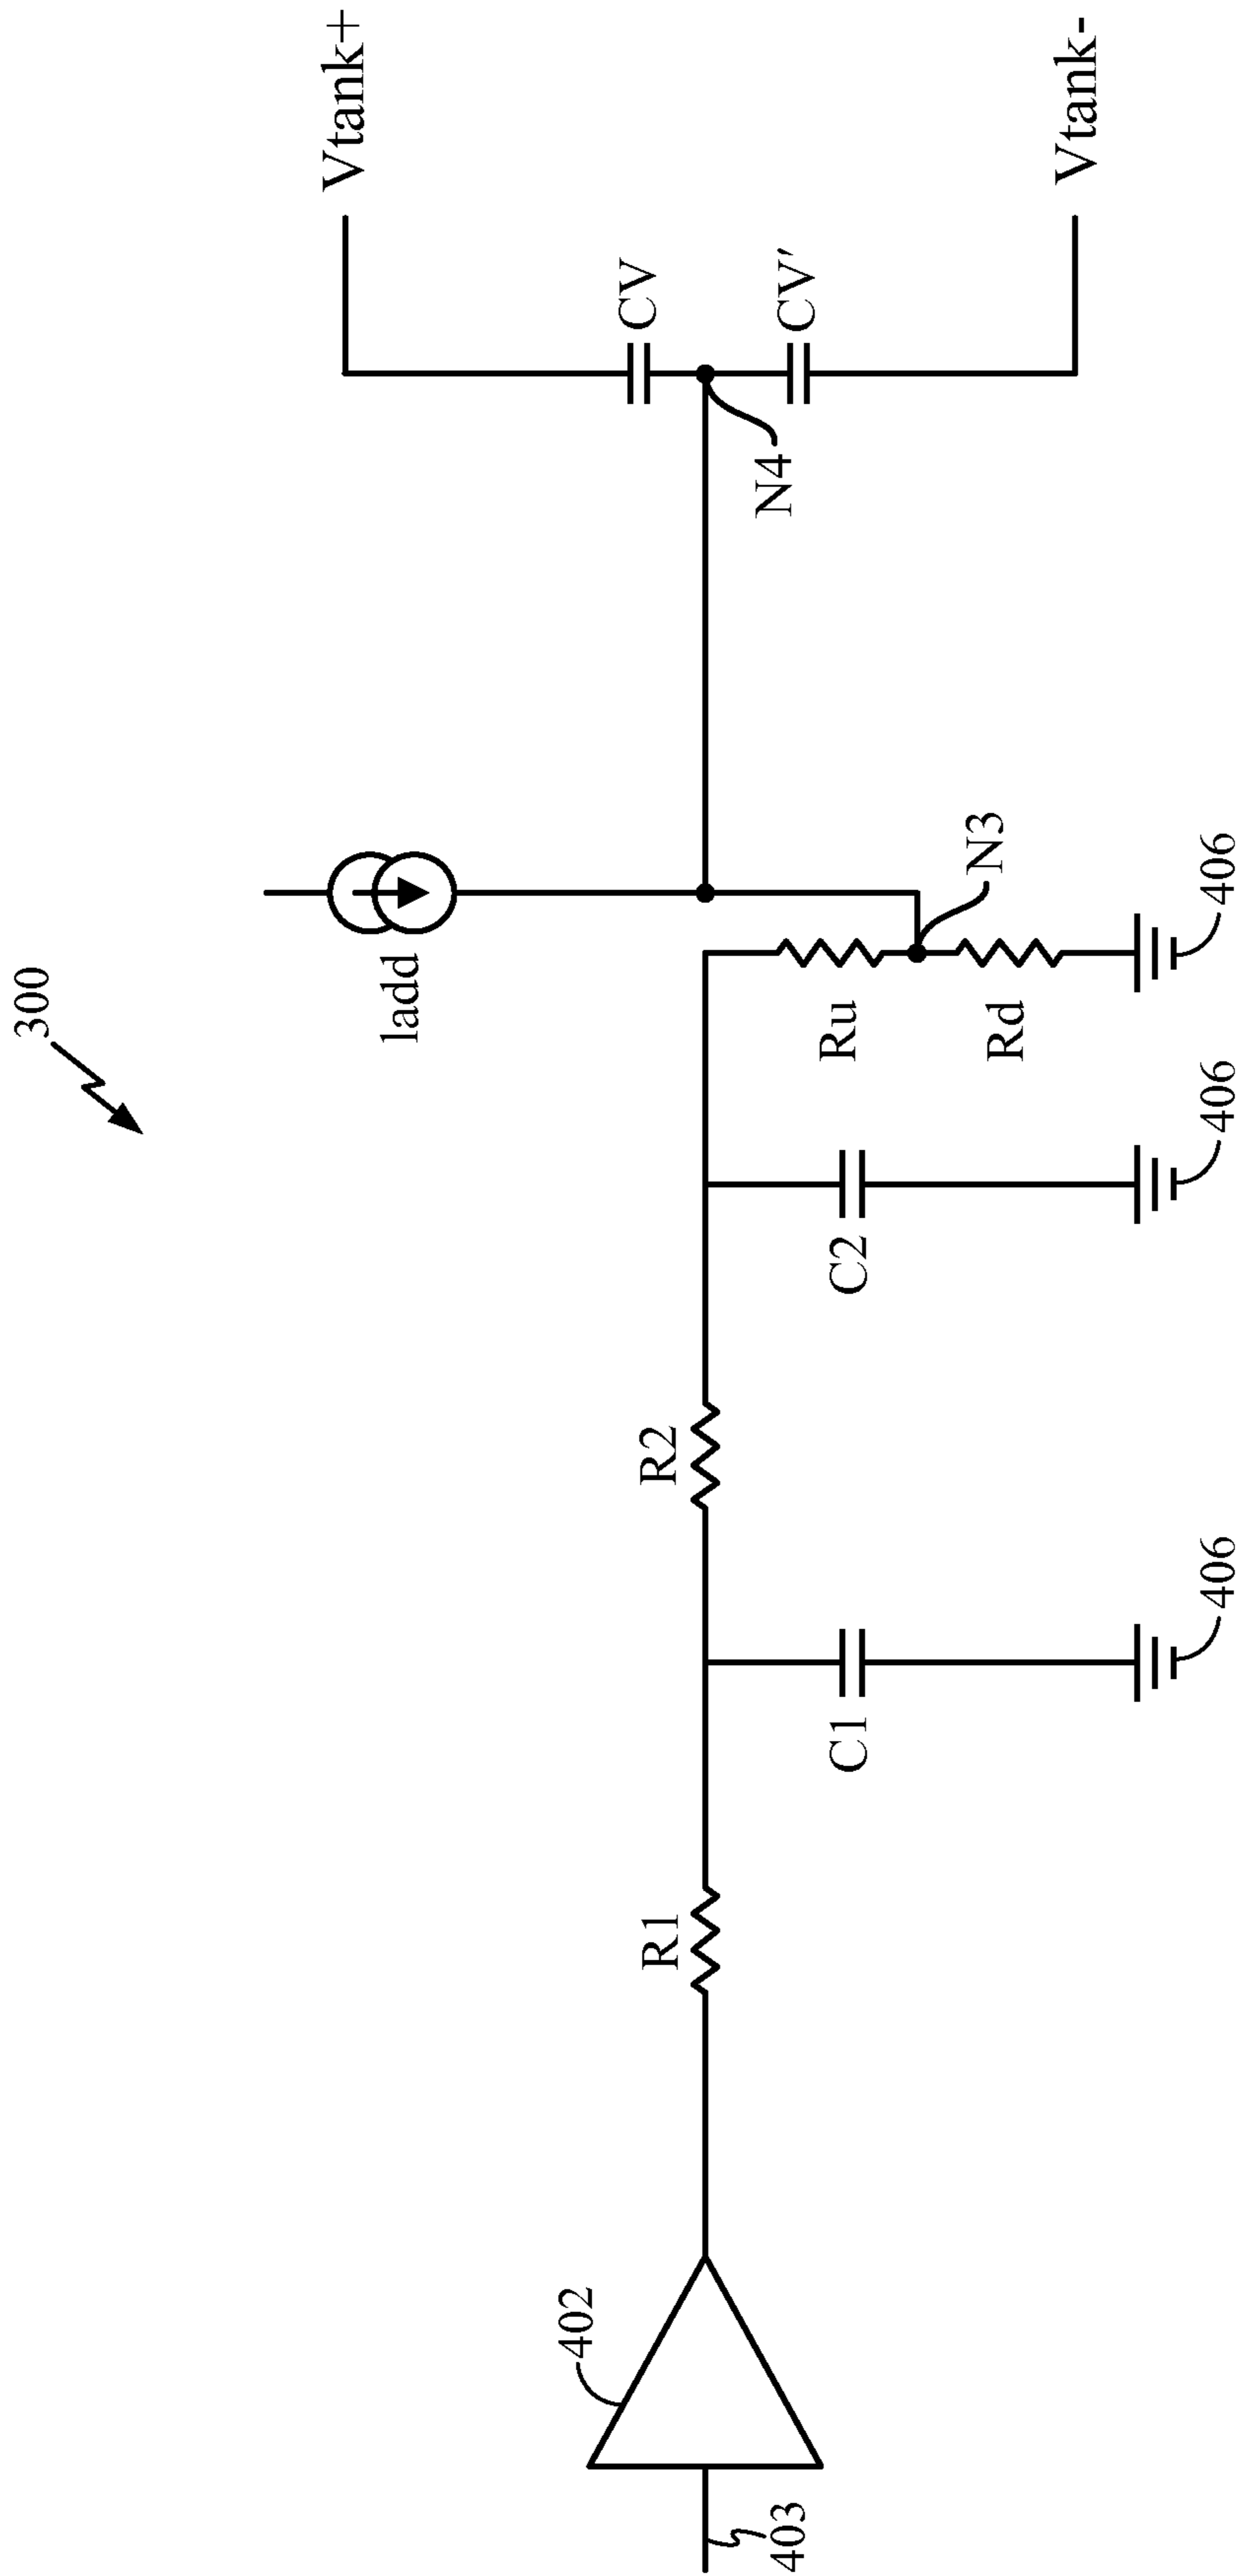 300
Vtank+
Iadd
CV
R1
R2
CV'
N4
402
C1
C2
Ru
N3
Rd
403
Vtank-
406
406
406